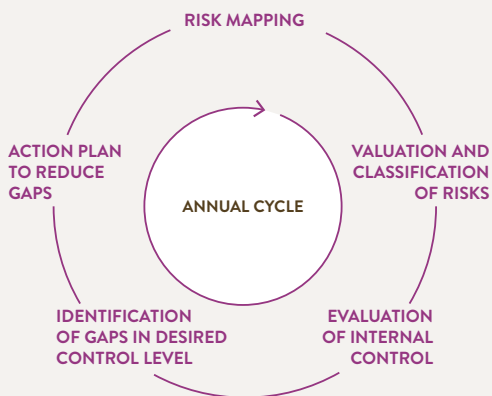 RISK MAPPING
VALUATION AND
CLASSIFICATION
OF RISKS
EVALUATION
OF INTERNAL
CONTROL
IDENTIFICATION
OF GAPS IN DESIRED
CONTROL LEVEL
ACTION PLAN
TO REDUCE
GAPS
ANNUAL CYCLE